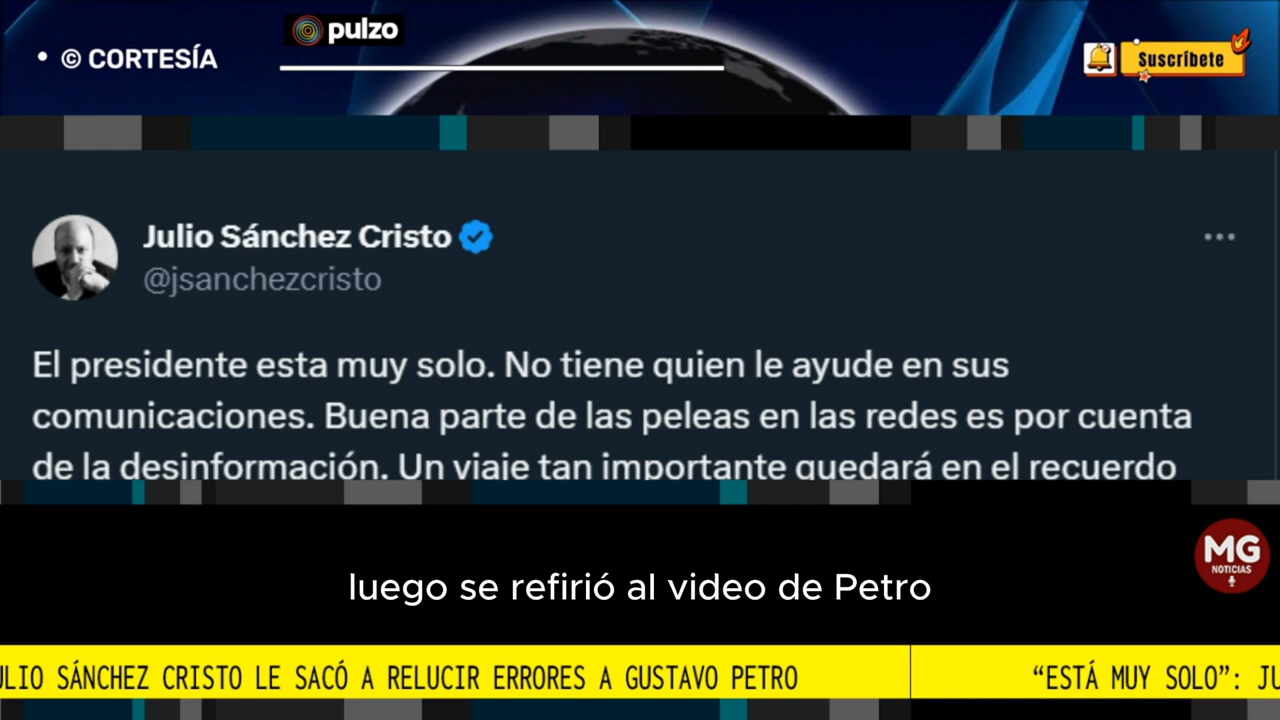 • © CORTESÍA
pulzo
Suscríbete
Julio Sánchez Cristo
@jsanchezcristo
El presidente esta muy solo. No tiene quien le ayude en sus
comunicaciones. Buena parte de las peleas en las redes es por cuenta
de la desinformación. Un viaje tan importante quedará en el recuerdo
MG
NOTICIAS
luego se refirió al video de Petro
ULIO SÁNCHEZ CRISTO LE SACÓ A RELUCIR ERRORES A GUSTAVO PETRO
“ESTÁ MUY SOLO”: JU